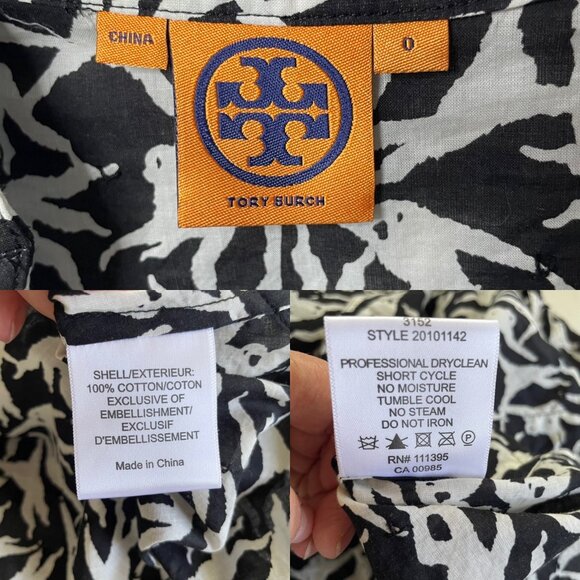 CHINA
0
TORY BURCH
SHELL/EXTERIEUR:
100% COTTON/COTON
EXCLUSIVE OF
EMBELLISHMENT/
EXCLUSIF
D'EMBELLISSEMENT
Made in China
3152
STYLE 20101142
PROFESSIONAL DRYCLEAN
SHORT CYCLE
NO MOISTURE
TUMBLE COOL
NO STEAM
DO NOT IRON
RN# 111395
CA 00985